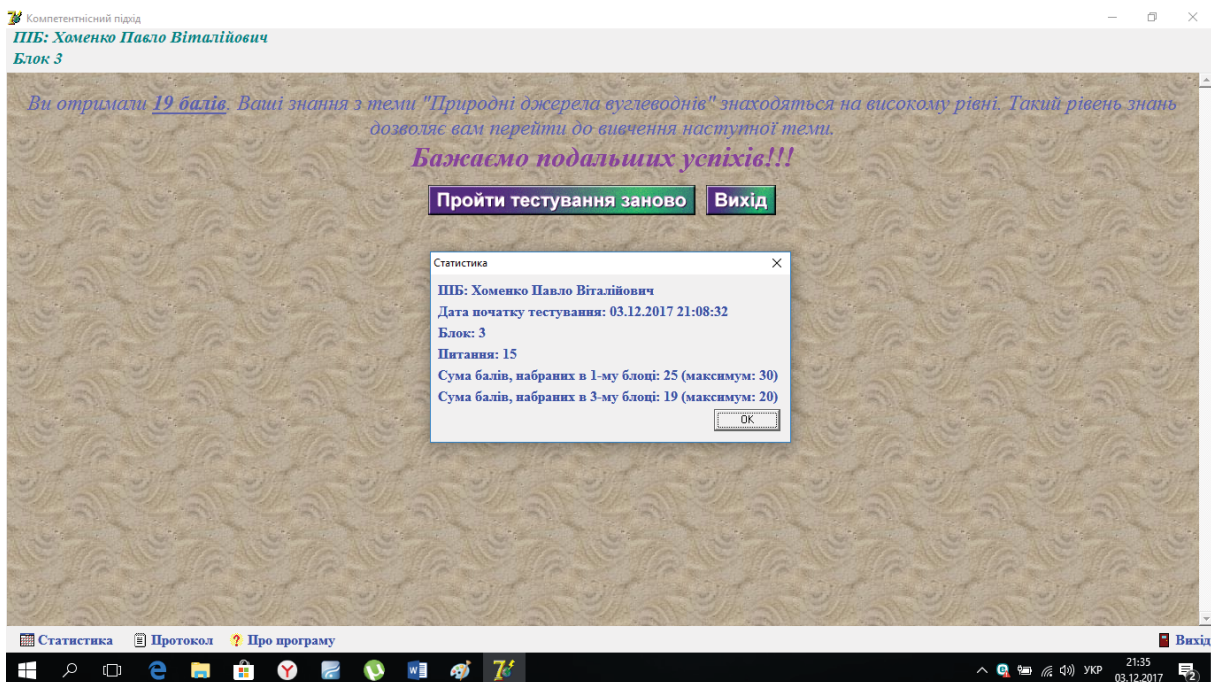 Компетентнісний підхід
ПІБ: Хоменко Павло Віталійович
Блок 3
Ви отримали 19 балів. Ваші знання з теми "Природні джерела вуглеводнів" знаходяться на високому рівні. Такий рівень знань
дозволяє вам перейти до вивчення наступної теми.
Бажаємо подальших успіхів!!!
Пройти тестування заново Вихід
Статистика
ПІБ: Хоменко Павло Віталійович
Дата початку тестування: 03.12.2017 21:08:32
Блок: 3
Питання: 15
Сума балів, набраних в 1-му блоці: 25 (максимум: 30)
Сума балів, набраних в 3-му блоці: 19 (максимум: 20)
OK
Статистика Протокол ? Про програму Вихід
УКР 21:35
03.12.2017